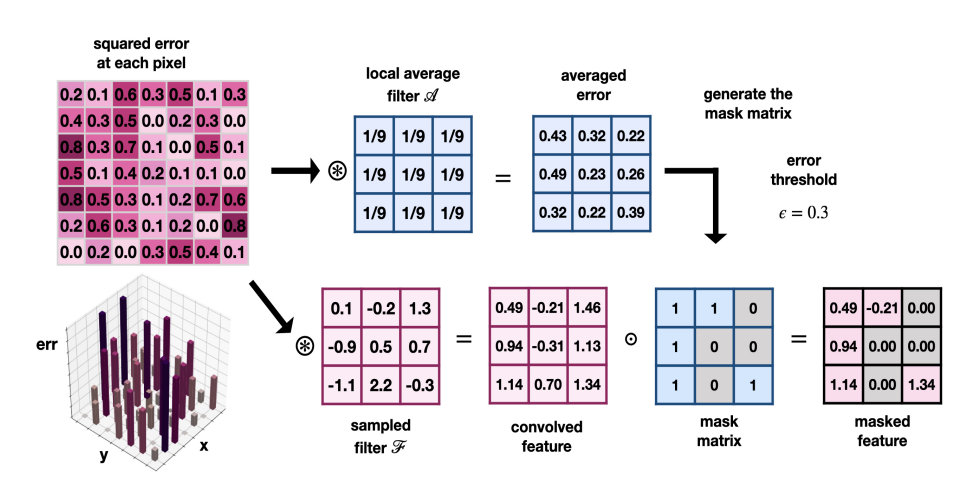 squared error
at each pixel
0.2 0.1 0.6 0.3 0.5 0.1 0.3
0.4 0.3 0.5 0.0 0.2 0.3 0.0
0.8 0.3 0.7 0.1 0.0 0.5 0.1
0.5 0.1 0.4 0.2 0.1 0.1 0.0
0.8 0.5 0.3 0.1 0.2 0.7 0.6
0.2 0.6 0.3 0.1 0.2 0.0 0.8
0.0 0.2 0.0 0.3 0.5 0.4 0.1
local average
filter 𝒜
⊛
1/9 1/9 1/9
1/9 1/9 1/9
1/9 1/9 1/9
=
averaged
error
0.43 0.32 0.22
0.49 0.23 0.26
0.32 0.22 0.39
generate the
mask matrix
error
threshold
ϵ = 0.3
err
y
x
⊛
0.1 -0.2 1.3
-0.9 0.5 0.7
-1.1 2.2 -0.3
sampled
filter ℱ
=
0.49 -0.21 1.46
0.94 -0.31 1.13
1.14 0.70 1.34
convolved
feature
⊙
1 1 0
1 0 0
1 0 1
mask
matrix
=
0.49 -0.21 0.00
0.94 0.00 0.00
1.14 0.00 1.34
masked
feature